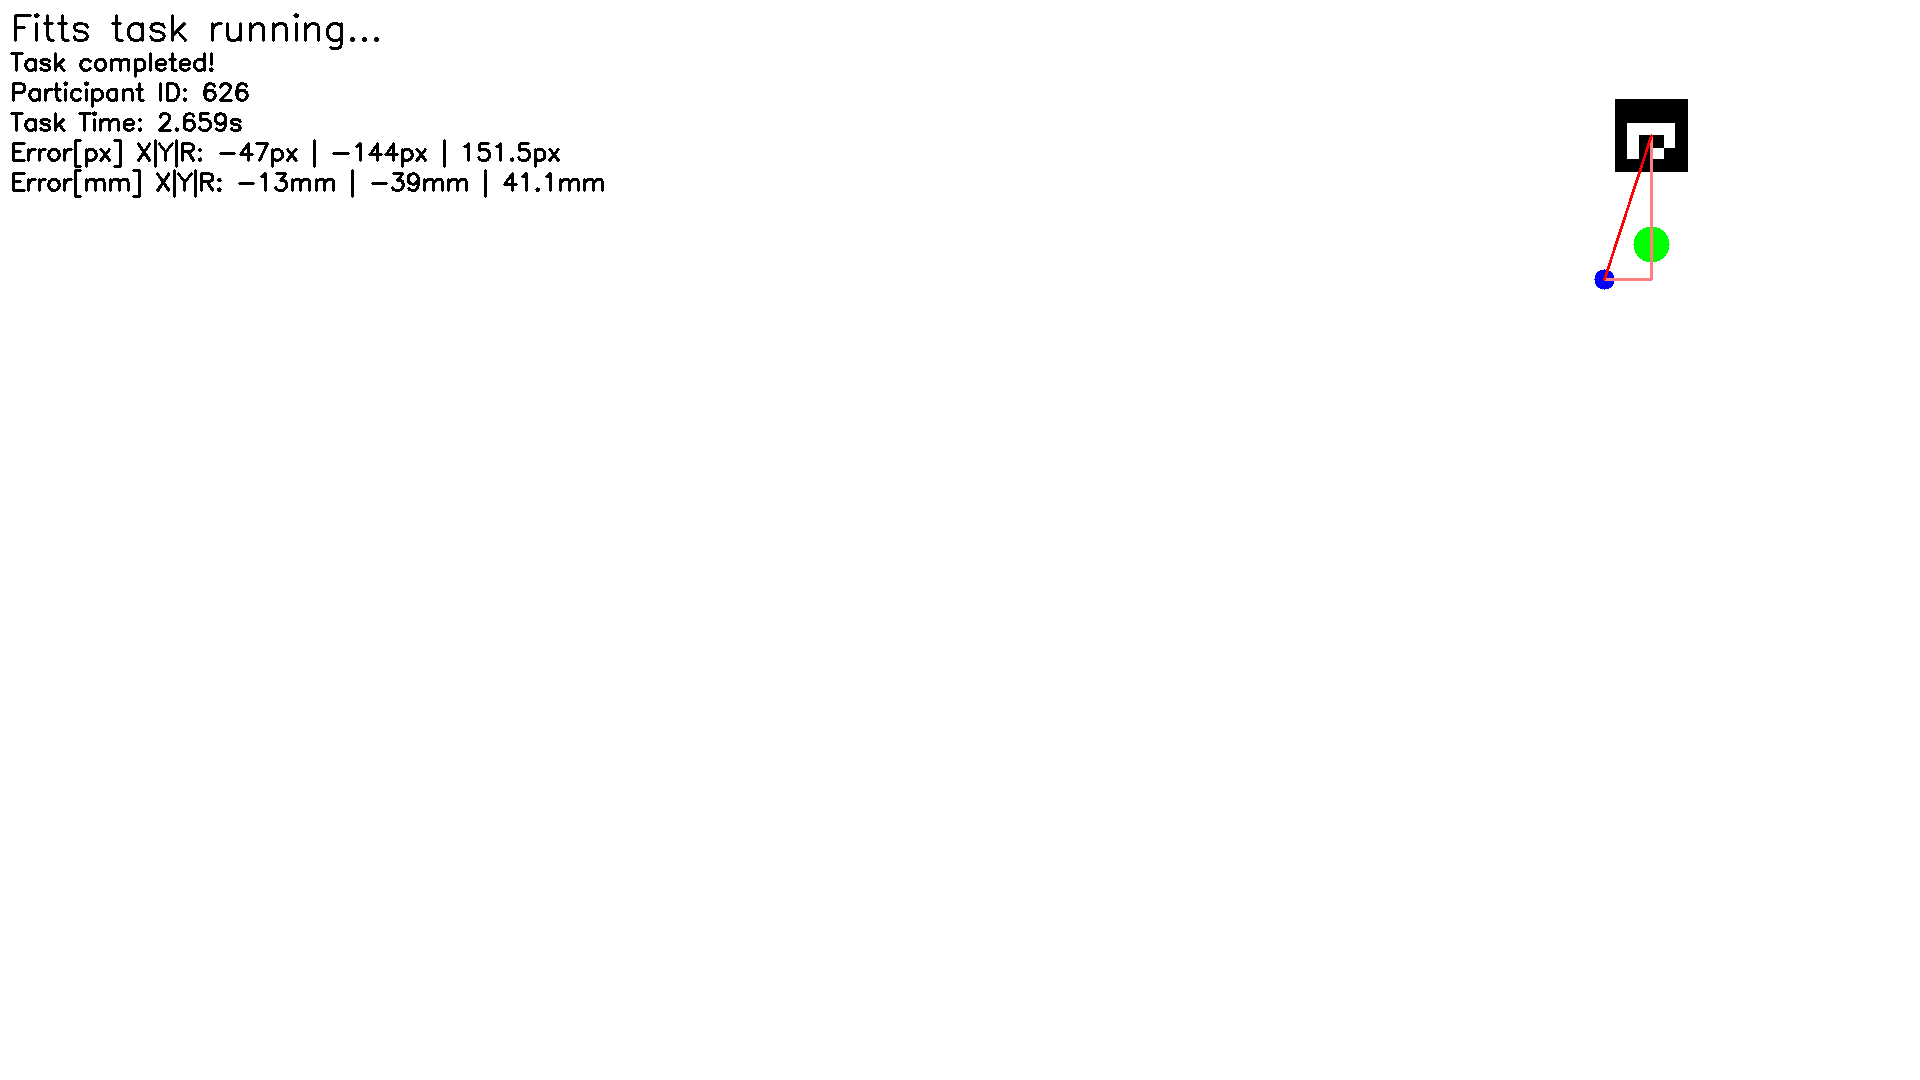 Fitts task running...
Task completed!
Participant ID: 626
Task Time: 2.659s
Error[px] X|Y|R: -47px | -144px | 151.5px
Error[mm] X|Y|R: -13mm | -39mm | 41.1mm